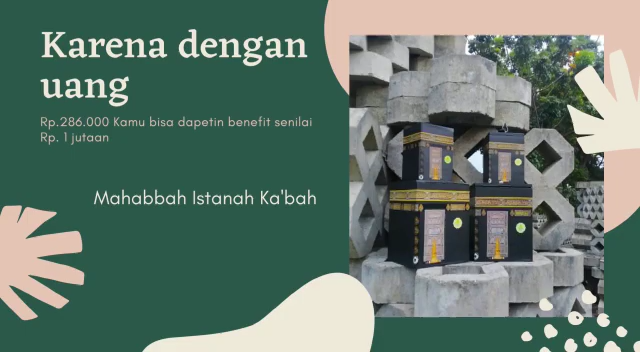 Karena dengan
uang
Rp.286.000 Kamu bisa dapetin benefit senilai
Rp. 1 jutaan
Mahabbah Istanah Ka'bah